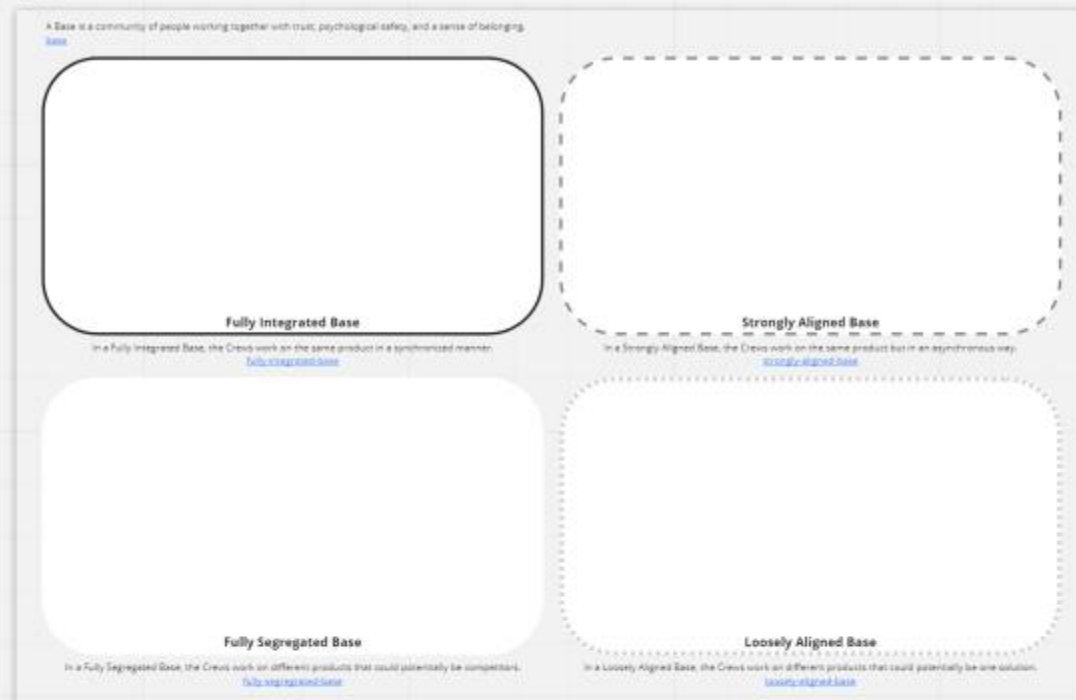 A Base is a community of people working together with trust, psychological safety, and a sense of belonging.
base
Fully Integrated Base
In a Fully Integrated Base, the Crews work on the same product in a synchronized manner.
fully-integrated-base
Strongly Aligned Base
In a Strongly Aligned Base, the Crews work on the same product but in an asynchronous way.
strongly-aligned-base
Fully Segregated Base
In a Fully Segregated Base, the Crews work on different products that could potentially be competitors.
fully-segregated-base
Loosely Aligned Base
In a Loosely Aligned Base, the Crews work on different products that could potentially be one solution.
loosely-aligned-base